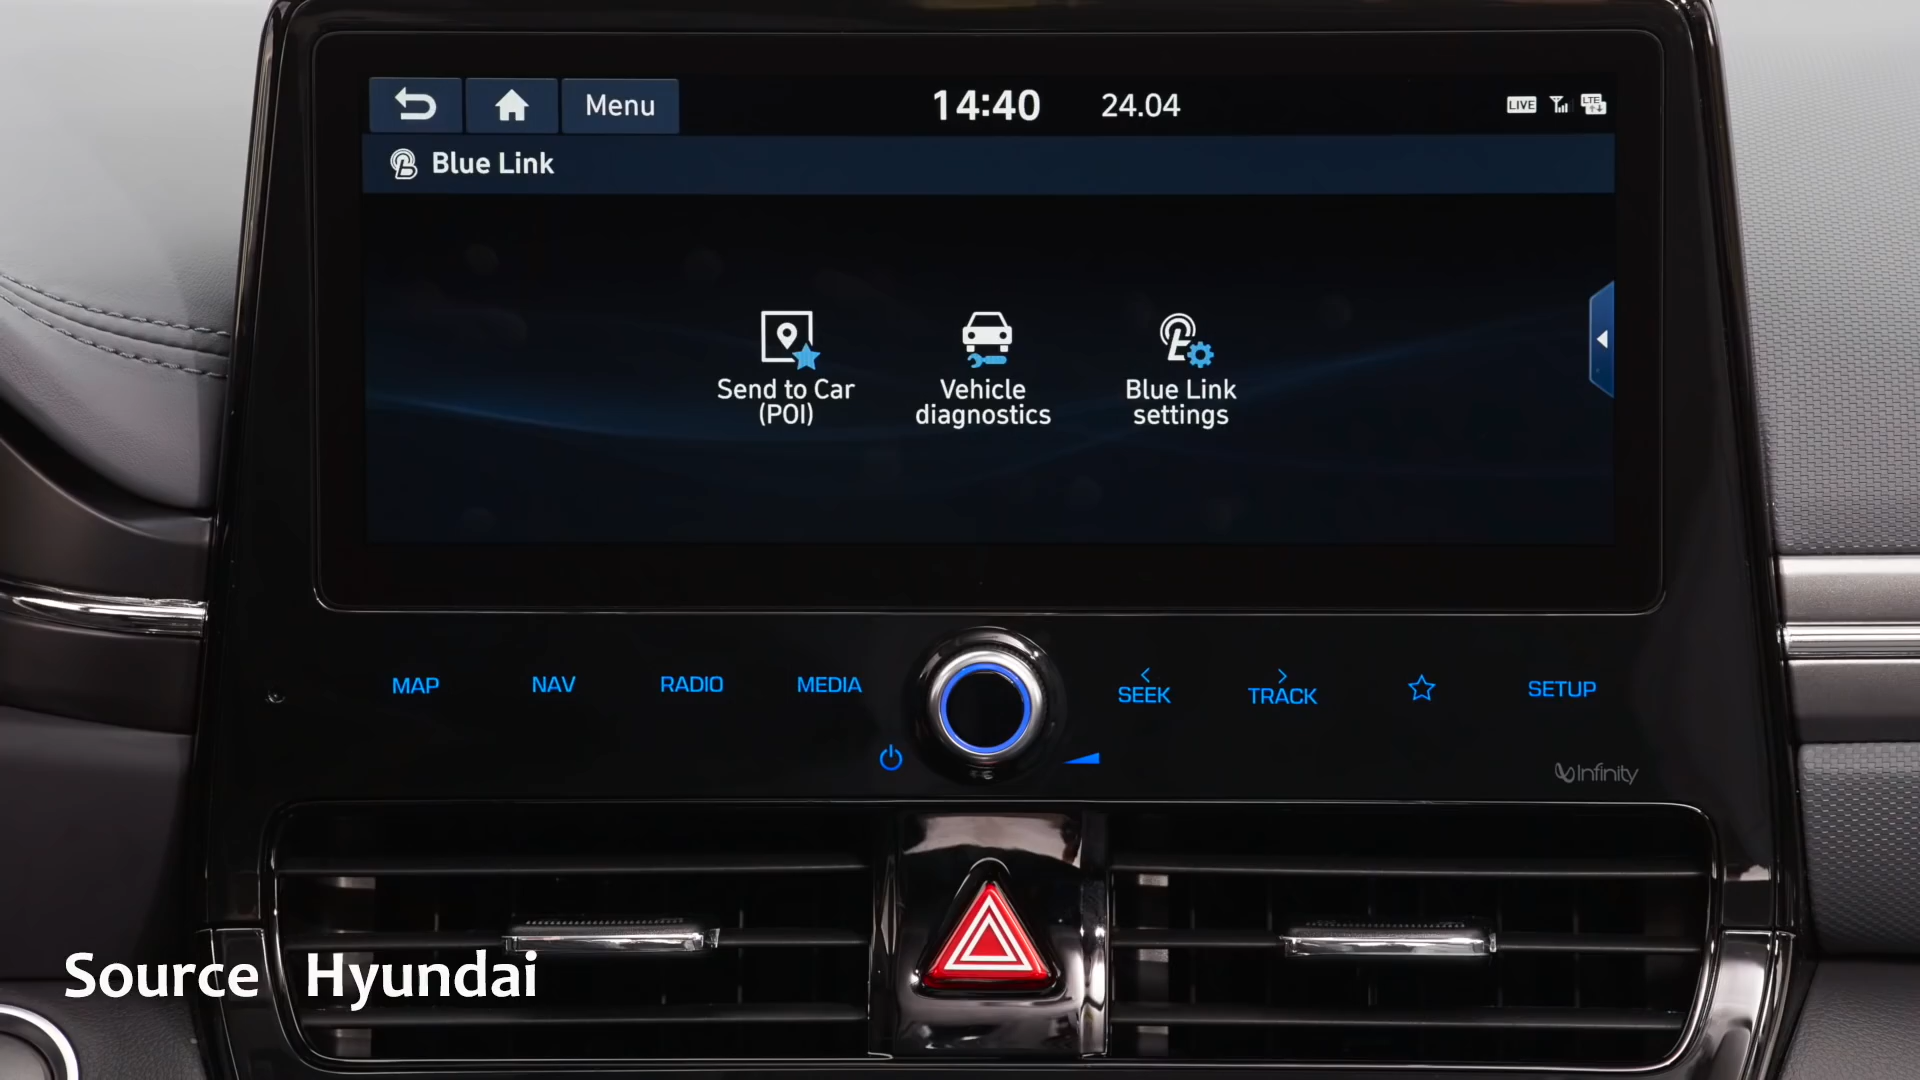 Menu
14:40 24.04
LIVE
LTE
Blue Link
Send to Car
(POI)
Vehicle
diagnostics
Blue Link
settings
MAP NAV RADIO MEDIA SEEK TRACK SETUP
Infinity
Source Hyundai